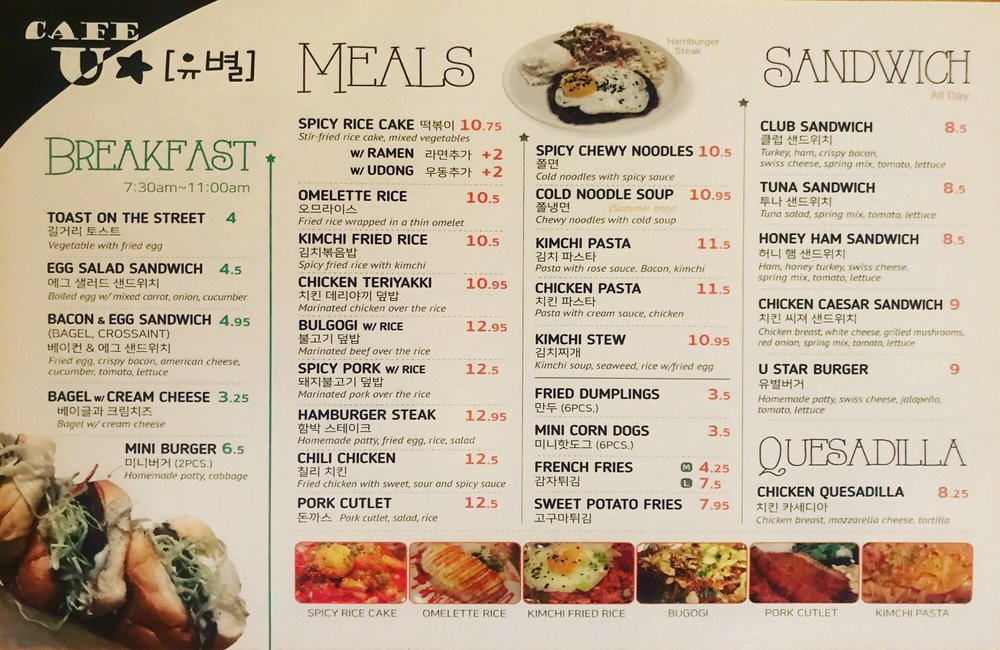 CAFE
U★ [유별]
BREAKFAST
7:30am~11:00am
TOAST ON THE STREET 4
길거리 토스트
Vegetable with fried egg
EGG SALAD SANDWICH 4.5
에그 샐러드 샌드위치
Boiled egg w/ mixed carrot, onion, cucumber
BACON & EGG SANDWICH 4.95
(BAGEL, CROSSAINT)
베이컨 & 에그 샌드위치
Fried egg, crispy bacon, american cheese,
cucumber, tomato, lettuce
BAGEL w/ CREAM CHEESE 3.25
베이글과 크림치즈
Bagel w/ cream cheese
MINI BURGER 6.5
미니버거 (2PCS.)
Homemade patty, cabbage
MEALS
Hamburger
Steak
SPICY RICE CAKE 떡볶이 10.75
Stir-fried rice cake, mixed vegetables
w/ RAMEN 라면추가 +2
w/ UDONG 우동추가 +2
OMELETTE RICE 10.5
오므라이스
Fried rice wrapped in a thin omelet
KIMCHI FRIED RICE 10.5
김치볶음밥
Spicy fried rice with kimchi
CHICKEN TERIYAKKI 10.95
치킨 데리야끼 덮밥
Marinated chicken over the rice
BULGOGI w/ RICE 12.95
불고기 덮밥
Marinated beef over the rice
SPICY PORK w/ RICE 12.5
돼지불고기 덮밥
Marinated pork over the rice
HAMBURGER STEAK 12.95
함박 스테이크
Homemade patty, fried egg, rice, salad
CHILI CHICKEN 12.5
칠리 치킨
Fried chicken with sweet, sour and spicy sauce
PORK CUTLET 12.5
돈까스 Pork cutlet, salad, rice
SPICY CHEWY NOODLES 10.5
쫄면
Cold noodles with spicy sauce
COLD NOODLE SOUP 10.95
쫄냉면 (Summer only)
Chewy noodles with cold soup
KIMCHI PASTA 11.5
김치 파스타
Pasta with rose sauce. Bacon, kimchi
CHICKEN PASTA 11.5
치킨 파스타
Pasta with cream sauce, chicken
KIMCHI STEW 10.95
김치찌개
Kimchi soup, seaweed, rice w/fried egg
FRIED DUMPLINGS 3.5
만두 (6PCS.)
MINI CORN DOGS 3.5
미니핫도그 (6PCS.)
FRENCH FRIES M 4.25
감자튀김 L 7.5
SWEET POTATO FRIES 7.95
고구마튀김
SANDWICH
All Day
CLUB SANDWICH 8.5
클럽 샌드위치
Turkey, ham, crispy bacon,
swiss cheese, spring mix, tomato, lettuce
TUNA SANDWICH 8.5
투나 샌드위치
Tuna salad, spring mix, tomato, lettuce
HONEY HAM SANDWICH 8.5
허니 햄 샌드위치
Ham, honey turkey, swiss cheese,
spring mix, tomato, lettuce
CHICKEN CAESAR SANDWICH 9
치킨 씨져 샌드위치
Chicken breast, white cheese, grilled mushrooms,
red onion, spring mix, tomato, lettuce
U STAR BURGER 9
유별버거
Homemade patty, swiss cheese, jalapeña,
tomato, lettuce
QUESADILLA
CHICKEN QUESADILLA 8.25
치킨 카세디아
Chicken breast, mozzarella cheese, tortilla
SPICY RICE CAKE
OMELETTE RICE
KIMCHI FRIED RICE
BUGOGI
PORK CUTLET
KIMCHI PASTA